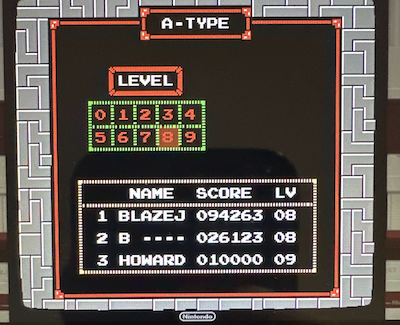 A-TYPE
LEVEL
0 1 2 3 4
5 6 7 8 9
NAME SCORE LV
1 BLAZEJ 094263 08
2 B ---- 026123 08
3 HOWARD 010000 09
Nintendo